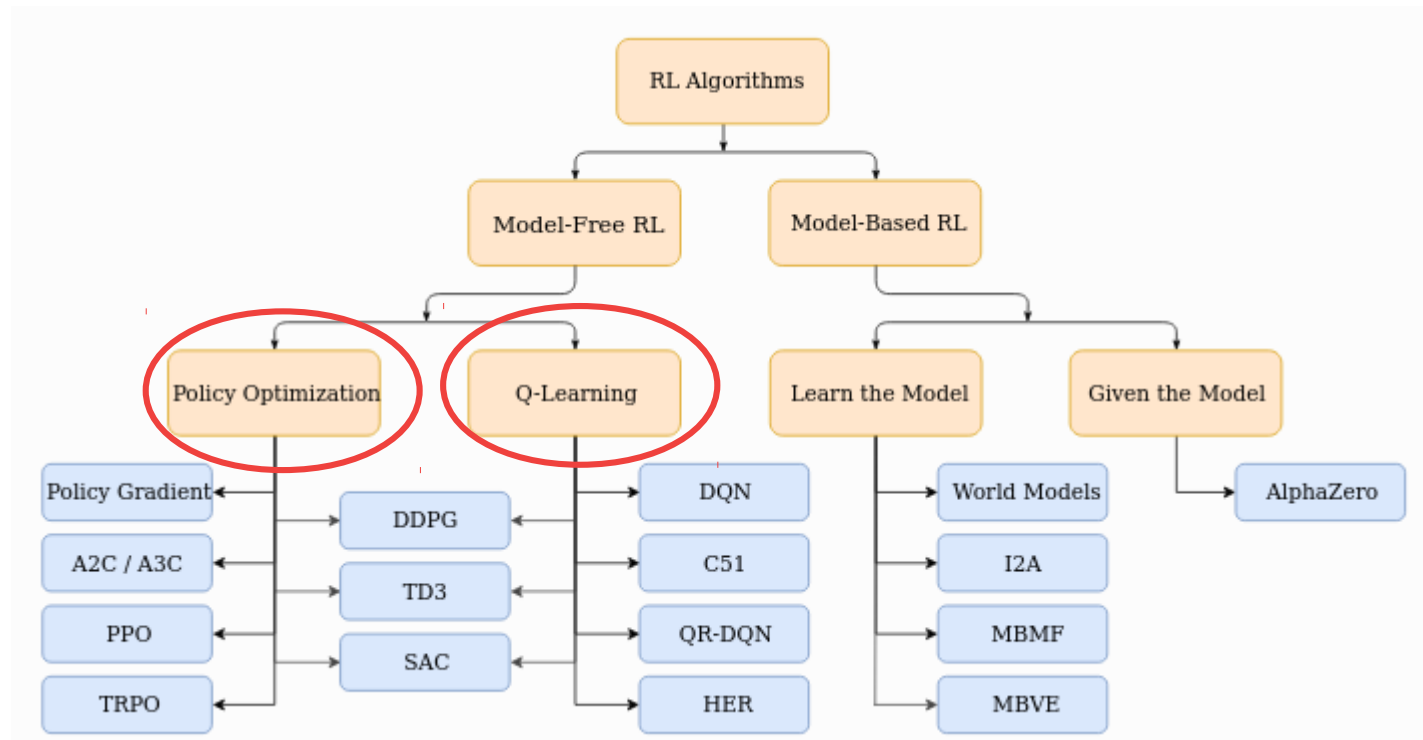 RL Algorithms
Model-Free RL
Model-Based RL
Policy Optimization
Q-Learning
Learn the Model
Given the Model
Policy Gradient
DDPG
DQN
World Models
AlphaZero
A2C / A3C
TD3
C51
I2A
PPO
SAC
QR-DQN
MBMF
TRPO
HER
MBVE